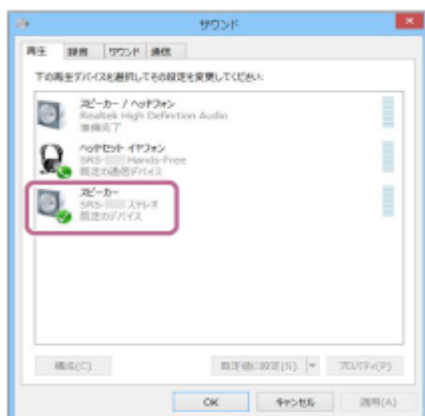 サウンド
再生 録音 サウンド 通信
下の再生デバイスを選択してその設定を変更してください:
スピーカー / ヘッドフォン
Realtek High Definition Audio
準備完了
ヘッドセット イヤフォン
SRS- Hands-Free
既定の通信デバイス
スピーカー
SRS- ステレオ
既定のデバイス
構成(C) 既定値に設定(S) プロパティ(P)
OK キャンセル 適用(A)